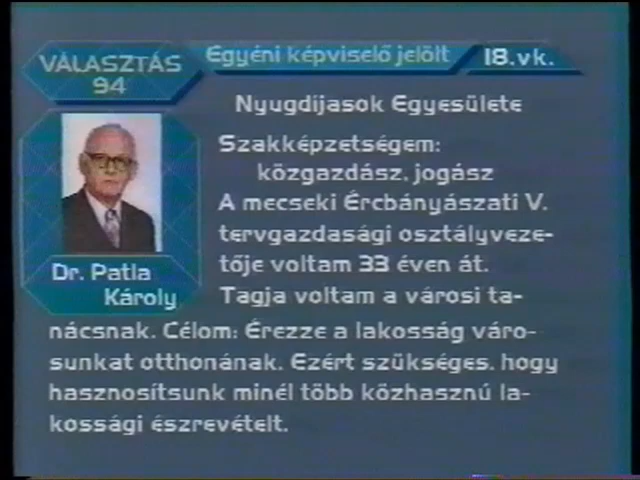 VÁLASZTÁS
94
Egyéni képviselő jelölt
18.vk.
Nyugdíjasok Egyesülete
Dr. Patla
Károly
Szakképzetségem:
közgazdász, jogász
A mecseki Ércbányászati V.
tervgazdasági osztályveze-
tője voltam 33 éven át.
Tagja voltam a városi ta-
nácsnak. Célom: Érezze a lakosság váro-
sunkat otthonának. Ezért szükséges, hogy
hasznosítsunk minél több közhasznú la-
kossági észrevételt.